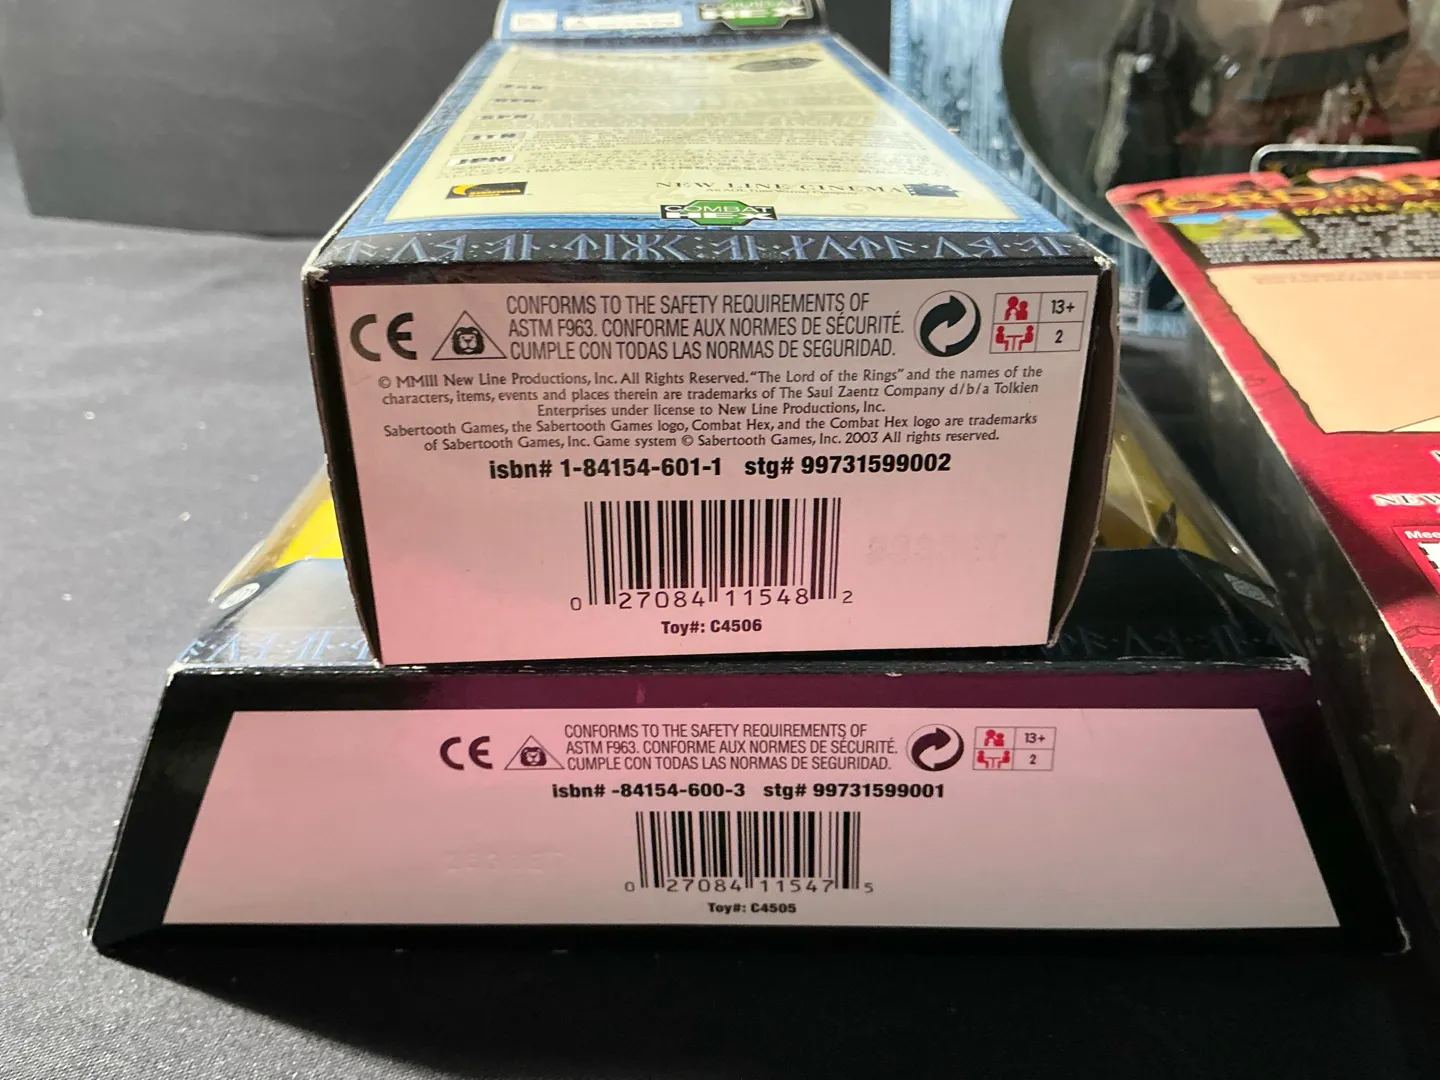 ITN
JPN
NEW LINE CINEMA
COMBAT
HEX
CE
CONFORMS TO THE SAFETY REQUIREMENTS OF
ASTM F963. CONFORME AUX NORMES DE SÉCURITÉ.
CUMPLE CON TODAS LAS NORMAS DE SEGURIDAD.
13+
2
© MMIII New Line Productions, Inc. All Rights Reserved. "The Lord of the Rings" and the names of the
characters, items, events and places therein are trademarks of The Saul Zaentz Company d/b/a Tolkien
Enterprises under license to New Line Productions, Inc.
Sabertooth Games, the Sabertooth Games logo, Combat Hex, and the Combat Hex logo are trademarks
of Sabertooth Games, Inc. Game system © Sabertooth Games, Inc. 2003 All rights reserved.
isbn# 1-84154-601-1 stg# 99731599002
0 27084 11548 2
Toy#: C4506
CE
CONFORMS TO THE SAFETY REQUIREMENTS OF
ASTM F963. CONFORME AUX NORMES DE SÉCURITÉ.
CUMPLE CON TODAS LAS NORMAS DE SEGURIDAD.
13+
2
isbn# -84154-600-3 stg# 99731599001
0 27084 11547 5
Toy#: C4505